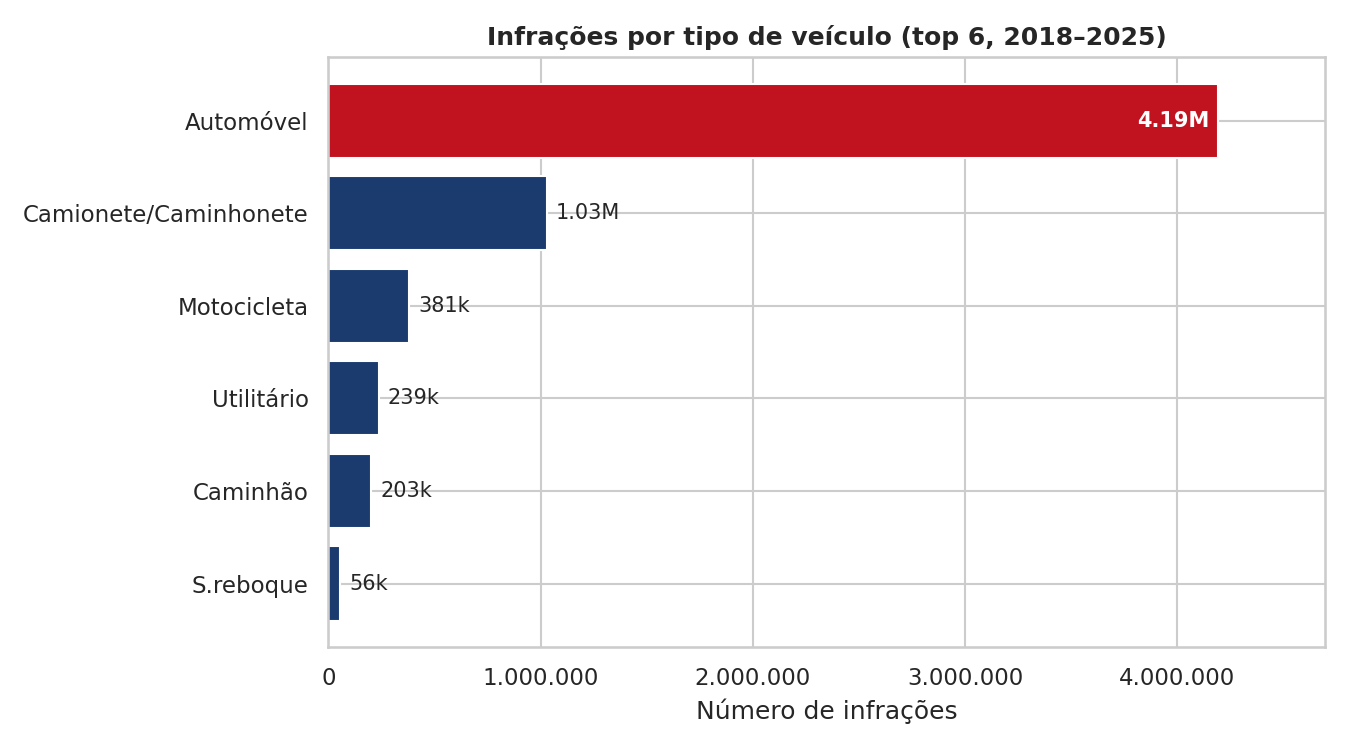 Infrações por tipo de veículo (top 6, 2018–2025)
Automóvel
4.19M
Camionete/Caminhonete
1.03M
Motocicleta
381k
Utilitário
239k
Caminhão
203k
S.reboque
56k
0
1.000.000
2.000.000
3.000.000
4.000.000
Número de infrações